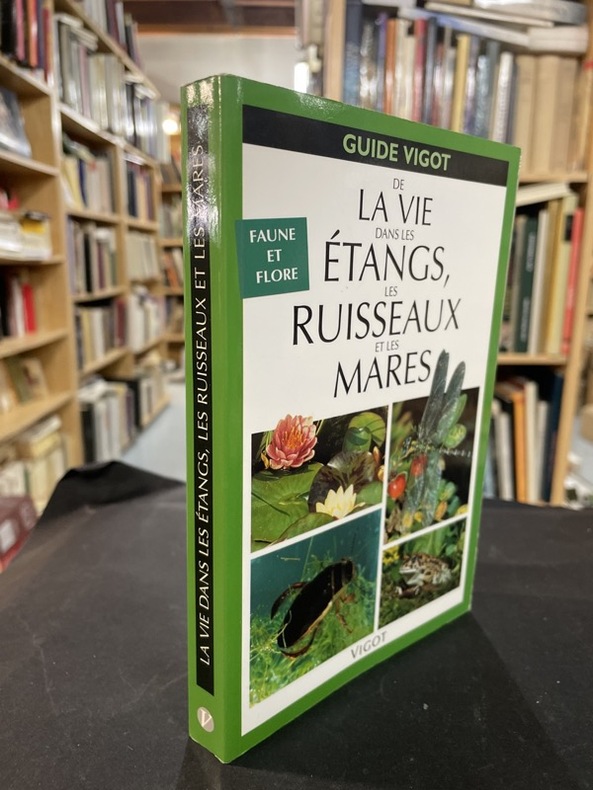 GUIDE VIGOT
DE
LA VIE
DANS LES
ÉTANGS,
LES
RUISSEAUX
ET LES
MARES
FAUNE
ET
FLORE
VIGOT
LA VIE DANS LES ÉTANGS, LES RUISSEAUX ET LES MARES
V